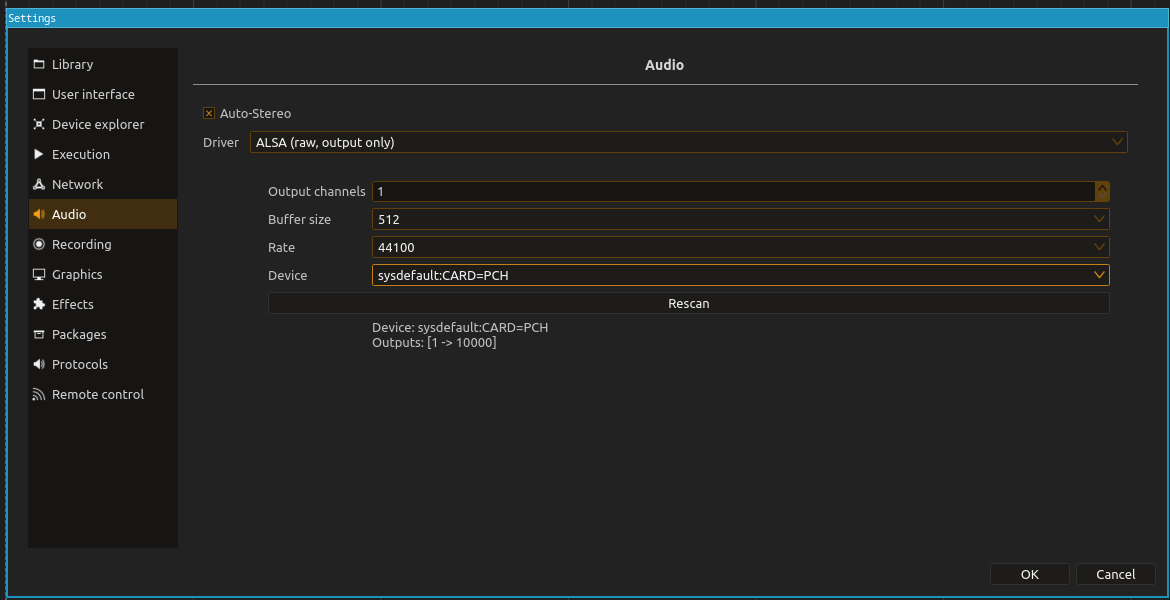 Settings
Library
User interface
Device explorer
Execution
Network
Audio
Recording
Graphics
Effects
Packages
Protocols
Remote control
Audio
Auto-Stereo
Driver ALSA (raw, output only)
Output channels 1
Buffer size 512
Rate 44100
Device sysdefault:CARD=PCH
Rescan
Device: sysdefault:CARD=PCH
Outputs: [1 -> 10000]
OK Cancel